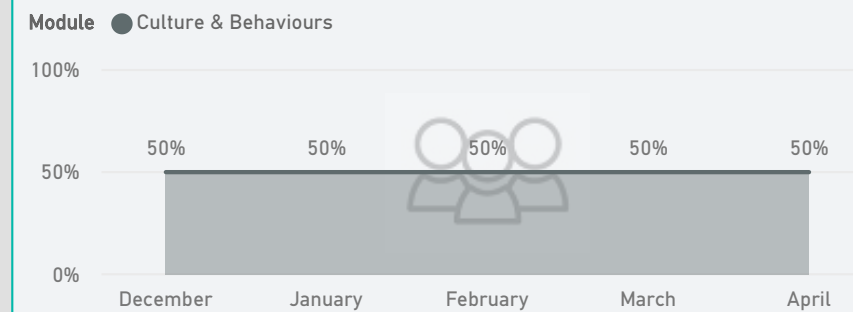 Module Culture & Behaviours
100%
50% 50% 50% 50% 50%
50%
0%
December January February March April